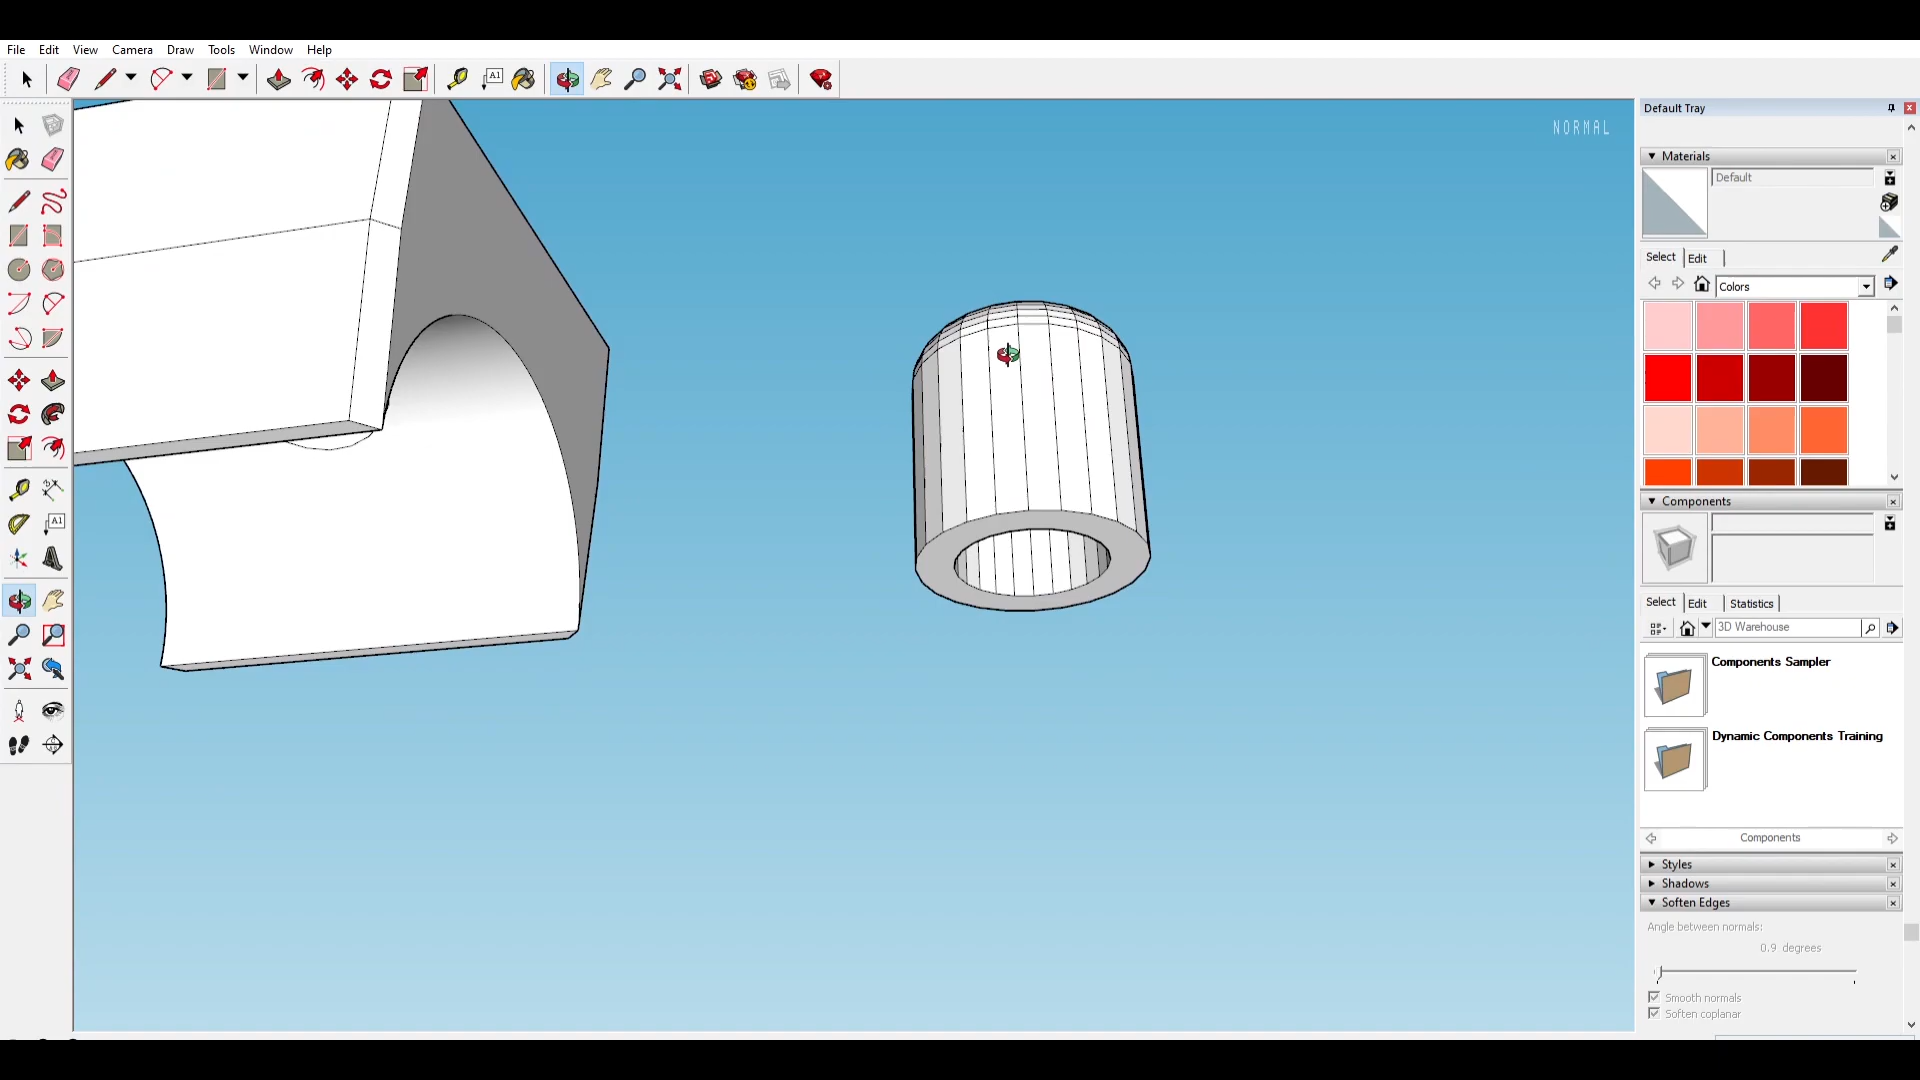 File Edit View Camera Draw Tools Window Help
A1
Default Tray
NORMAL
Materials
Default
A1
Select Edit
Colors
Components
Select Edit Statistics
3D Warehouse
Components Sampler
Dynamic Components Training
Components
Styles
Shadows
Soften Edges
Angle between normals:
0.9 degrees
Smooth normals
Soften coplanar